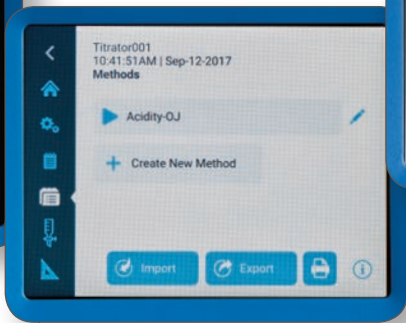 Titrator001
10:41:51AM | Sep-12-2017
Methods
Acidity-OJ
Create New Method
Import
Export